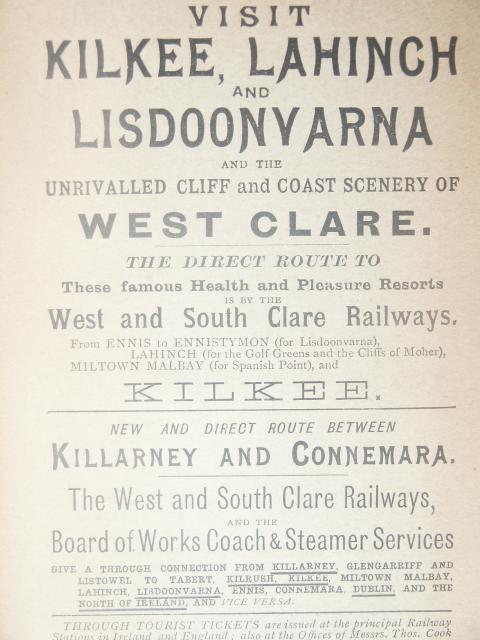 VISIT
KILKEE, LAHINCH
AND
LISDOONVARNA
AND THE
UNRIVALLED CLIFF and COAST SCENERY OF
WEST CLARE.
THE DIRECT ROUTE TO
These famous Health and Pleasure Resorts
IS BY THE
West and South Clare Railways.
From ENNIS to ENNISTYMON (for Lisdoonvarna),
LAHINCH (for the Golf Greens and the Cliffs of Moher),
MILTOWN MALBAY (for Spanish Point), and
KILKEE.
NEW AND DIRECT ROUTE BETWEEN
KILLARNEY AND CONNEMARA.
The West and South Clare Railways,
AND THE
Board of Works Coach & Steamer Services
GIVE A THROUGH CONNECTION FROM KILLARNEY, GLENGARRIFF AND
LISTOWEL TO TABERT, KILRUSH, KILKEE, MILTOWN MALBAY,
LAHINCH, LISDOONVARNA, ENNIS, CONNEMARA, DUBLIN, AND THE
NORTH OF IRELAND, AND VICE VERSA.
THROUGH TOURIST TICKETS are issued at the principal Railway
Stations in Ireland and England; also at the Offices of Messrs. Thos. Cook